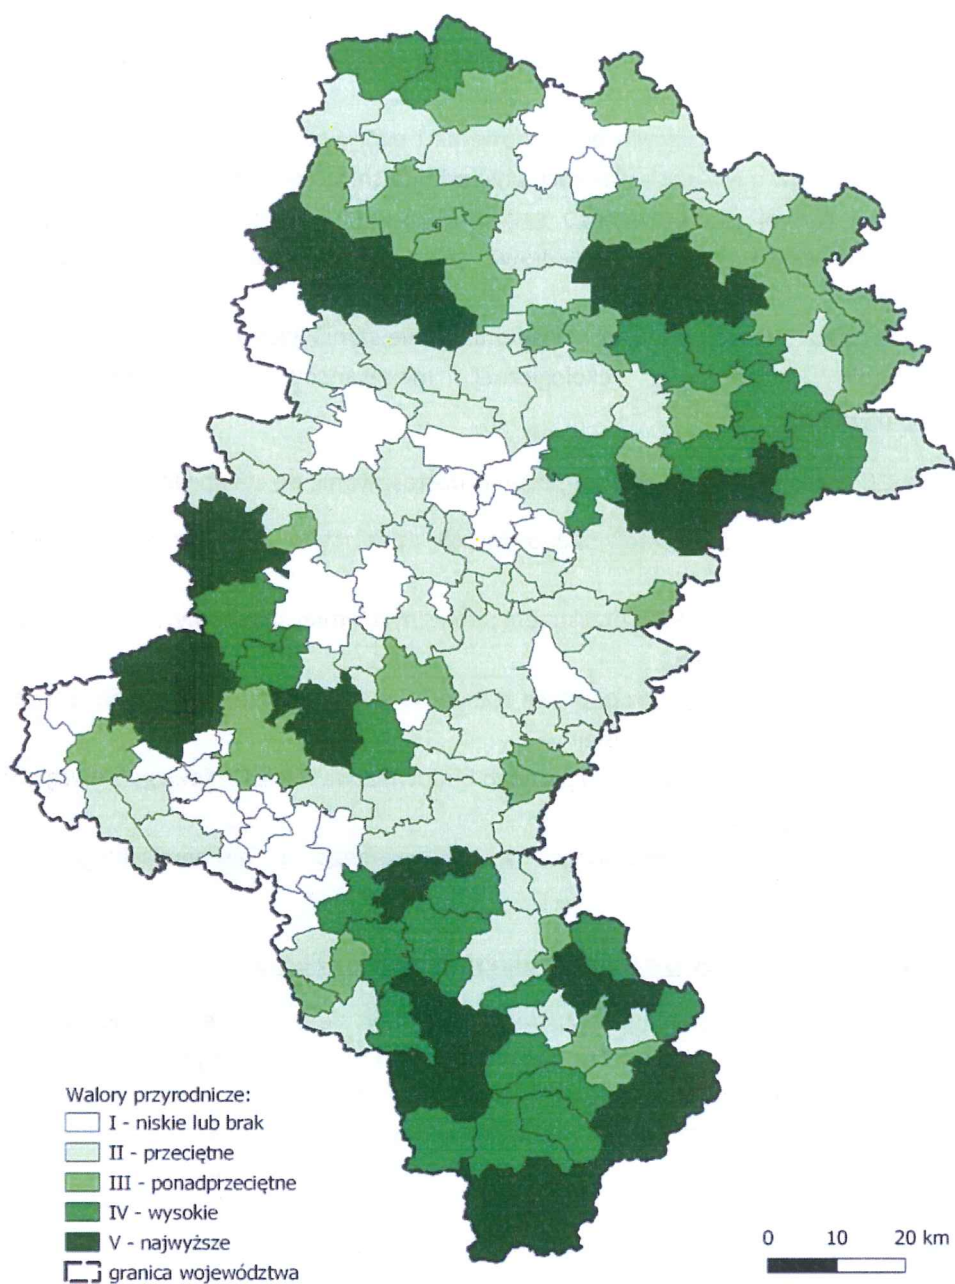 Walory przyrodnicze:
I - niskie lub brak
II - przeciętne
III - ponadprzeciętne
IV - wysokie
V - najwyższe
granica województwa
0 10 20 km